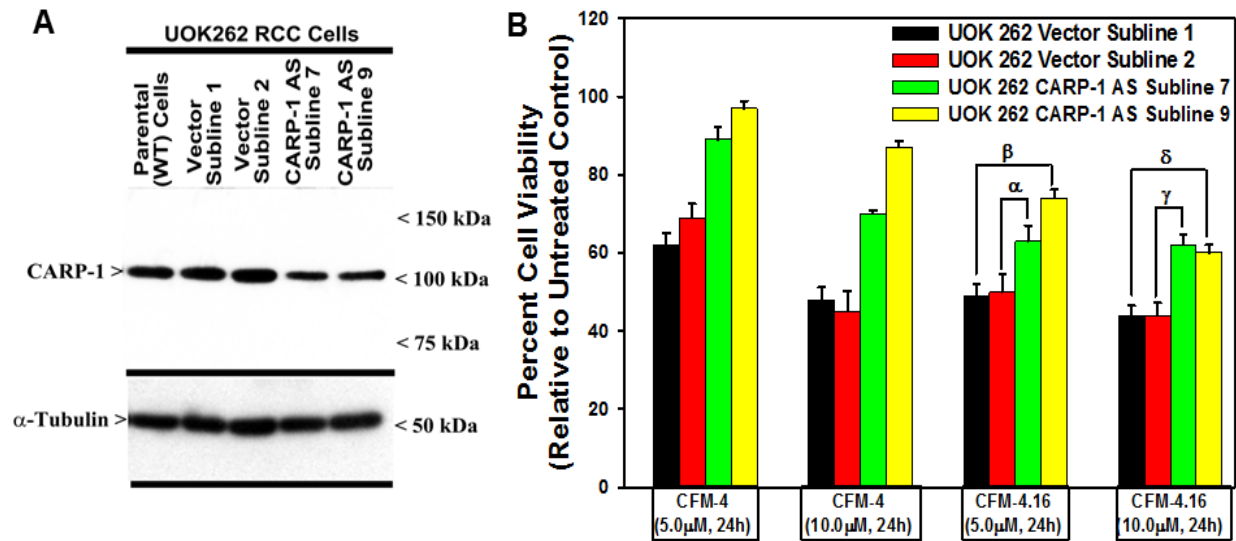 A
UOK262 RCC Cells
Parental
(WT) Cells
Vector
Subline 1
Vector
Subline 2
CARP-1 AS
Subline 7
CARP-1 AS
Subline 9
< 150 kDa
CARP-1 >
< 100 kDa
< 75 kDa
α-Tubulin >
< 50 kDa
B
Percent Cell Viability
(Relative to Untreated Control)
120
100
80
60
40
20
0
UOK 262 Vector Subline 1
UOK 262 Vector Subline 2
UOK 262 CARP-1 AS Subline 7
UOK 262 CARP-1 AS Subline 9
β
α
δ
γ
CFM-4
(5.0μM, 24h)
CFM-4
(10.0μM, 24h)
CFM-4.16
(5.0μM, 24h)
CFM-4.16
(10.0μM, 24h)